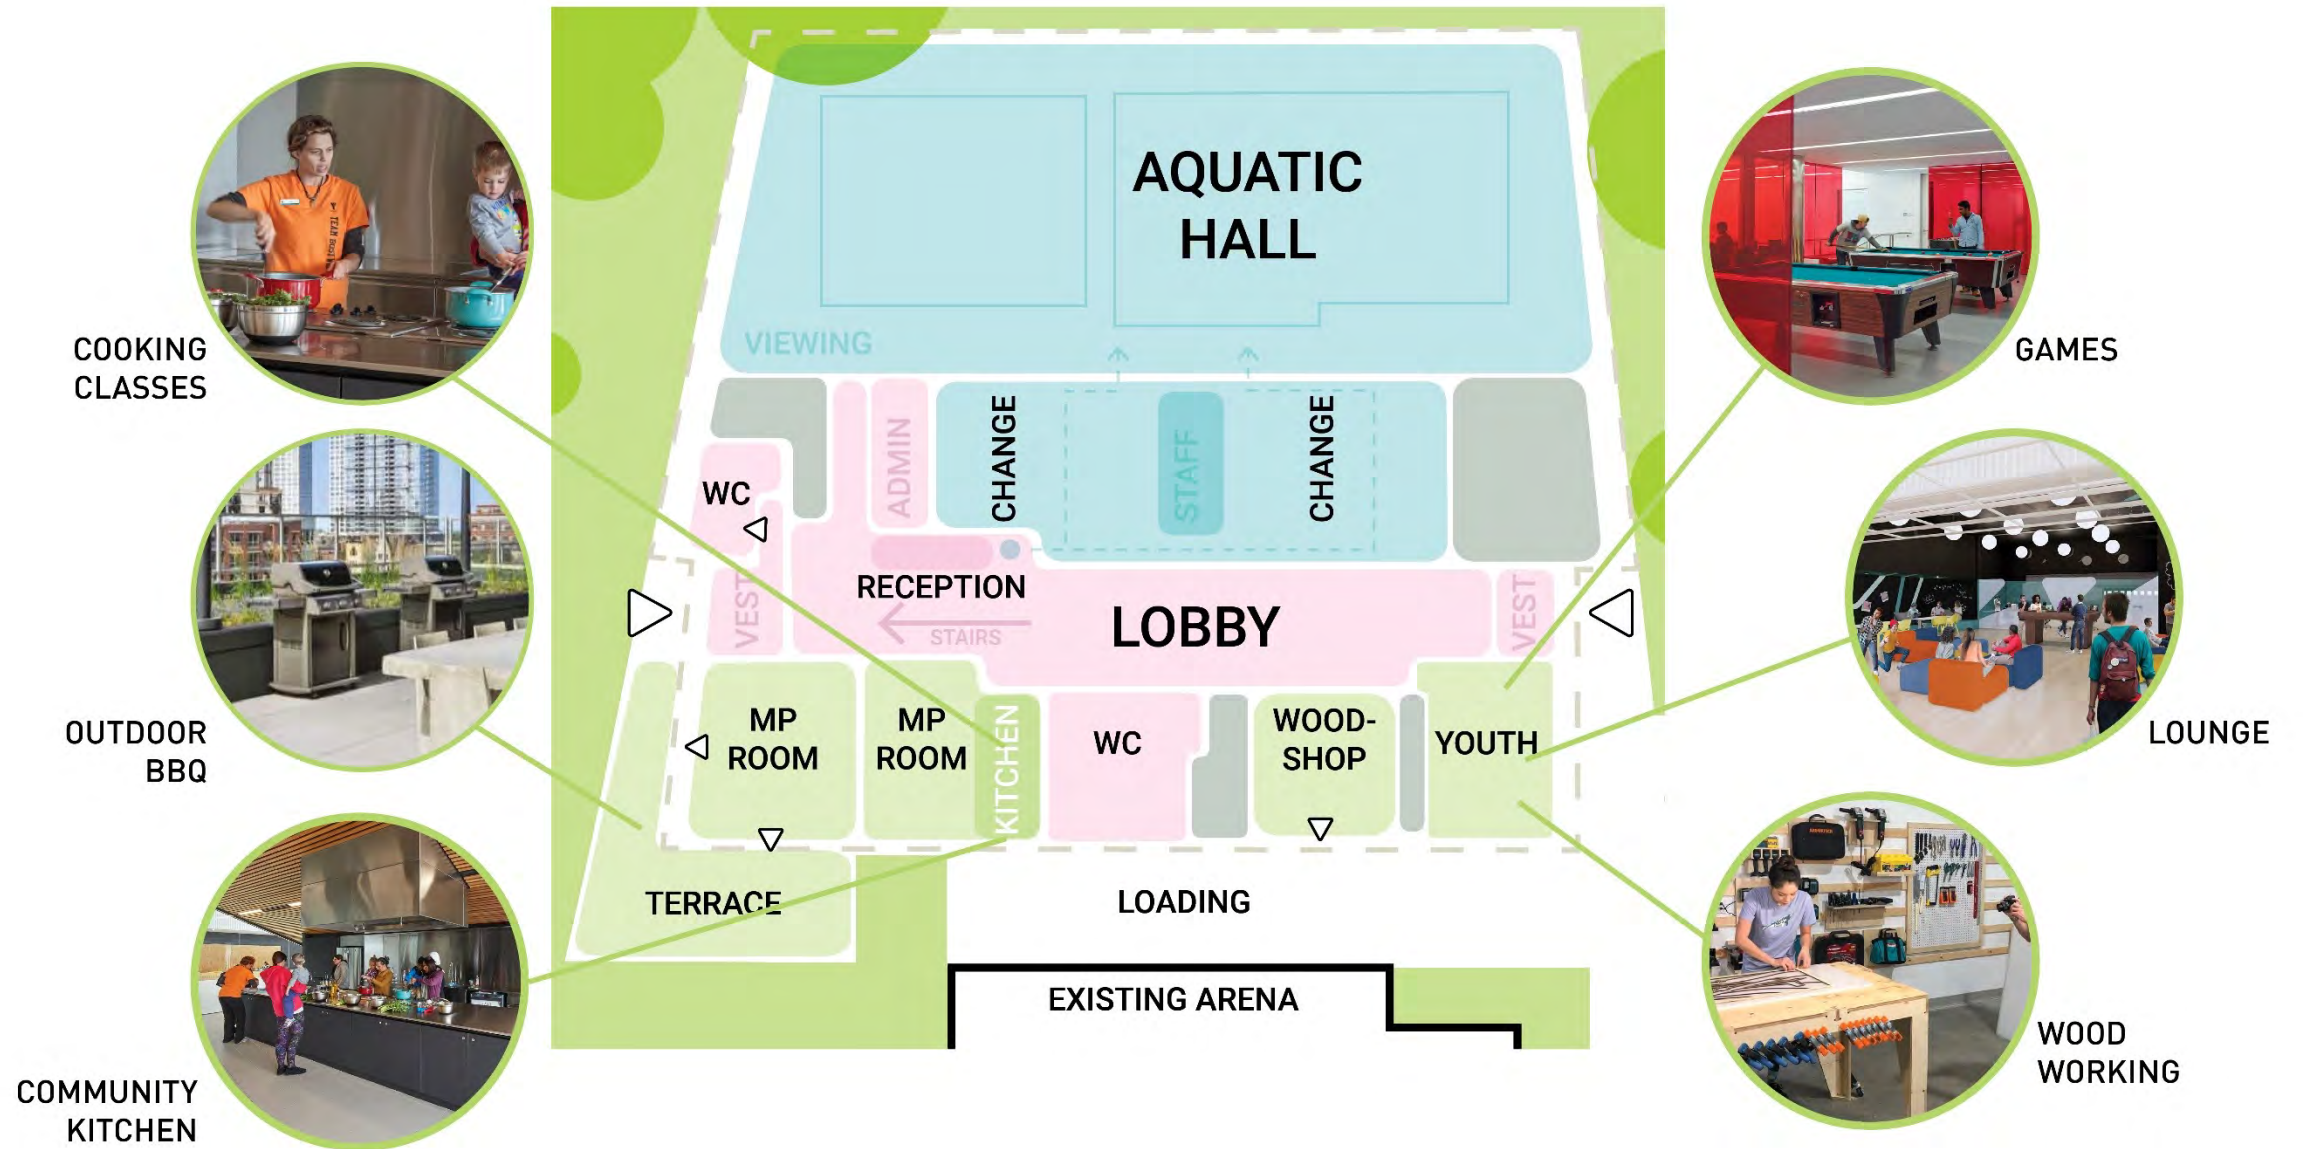 COOKING
CLASSES
OUTDOOR
BBQ
COMMUNITY
KITCHEN
AQUATIC
HALL
VIEWING
ADMIN
CHANGE
STAFF
CHANGE
WC
VEST
RECEPTION
STAIRS
LOBBY
VEST
MP
ROOM
MP
ROOM
KITCHEN
WC
WOOD-
SHOP
YOUTH
TERRACE
LOADING
EXISTING ARENA
GAMES
LOUNGE
WOOD
WORKING